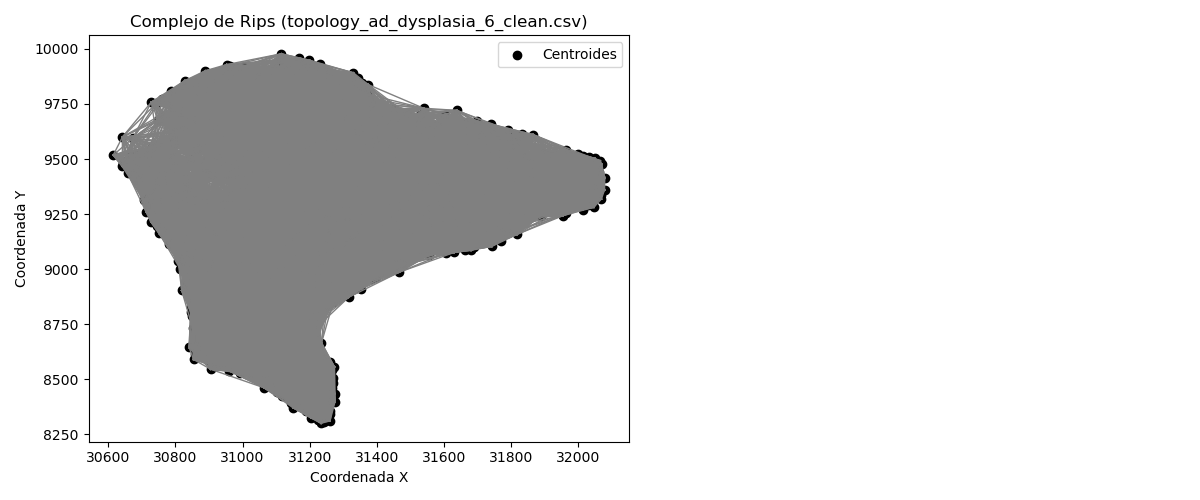 Complejo de Rips (topology_ad_dysplasia_6_clean.csv)
Centroides
Coordenada Y
10000
9750
9500
9250
9000
8750
8500
8250
30600 30800 31000 31200 31400 31600 31800 32000
Coordenada X